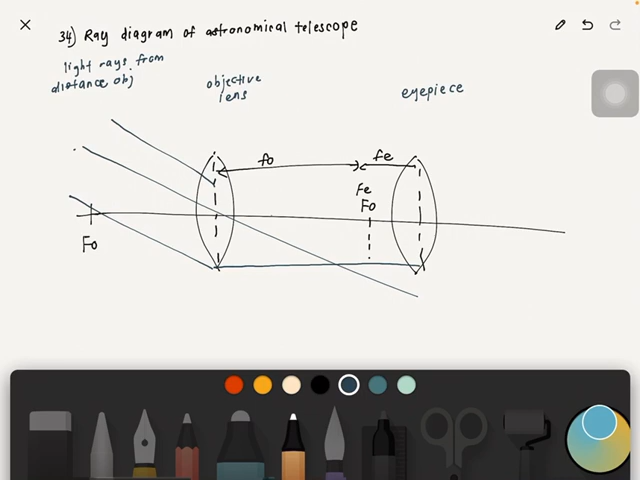 34) Ray diagram of astronomical telescope
light rays from
distance obj
objective
lens
eyepiece
fo
fe
Fe
Fo
Fo